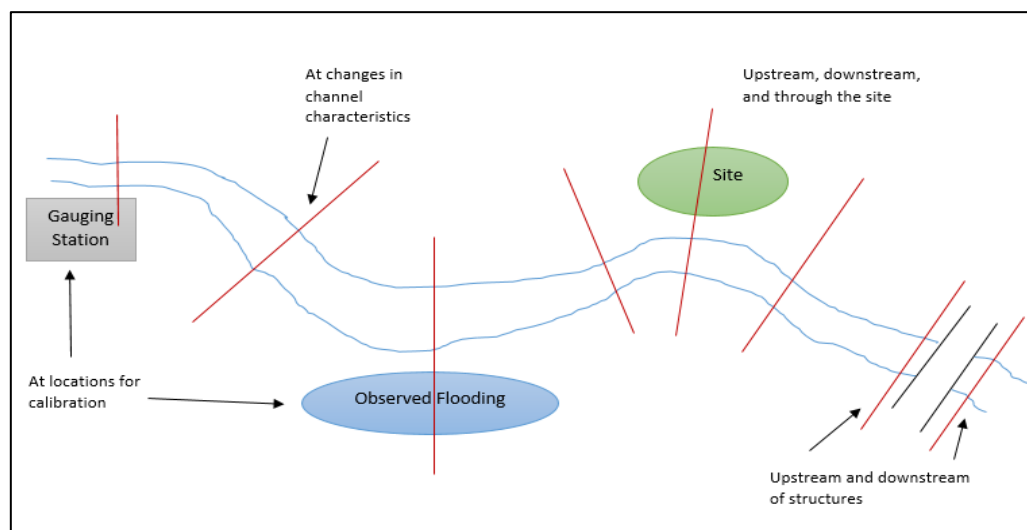 At changes in
channel
characteristics
Upstream, downstream,
and through the site
Site
Gauging
Station
At locations for
calibration
Observed Flooding
Upstream and downstream
of structures